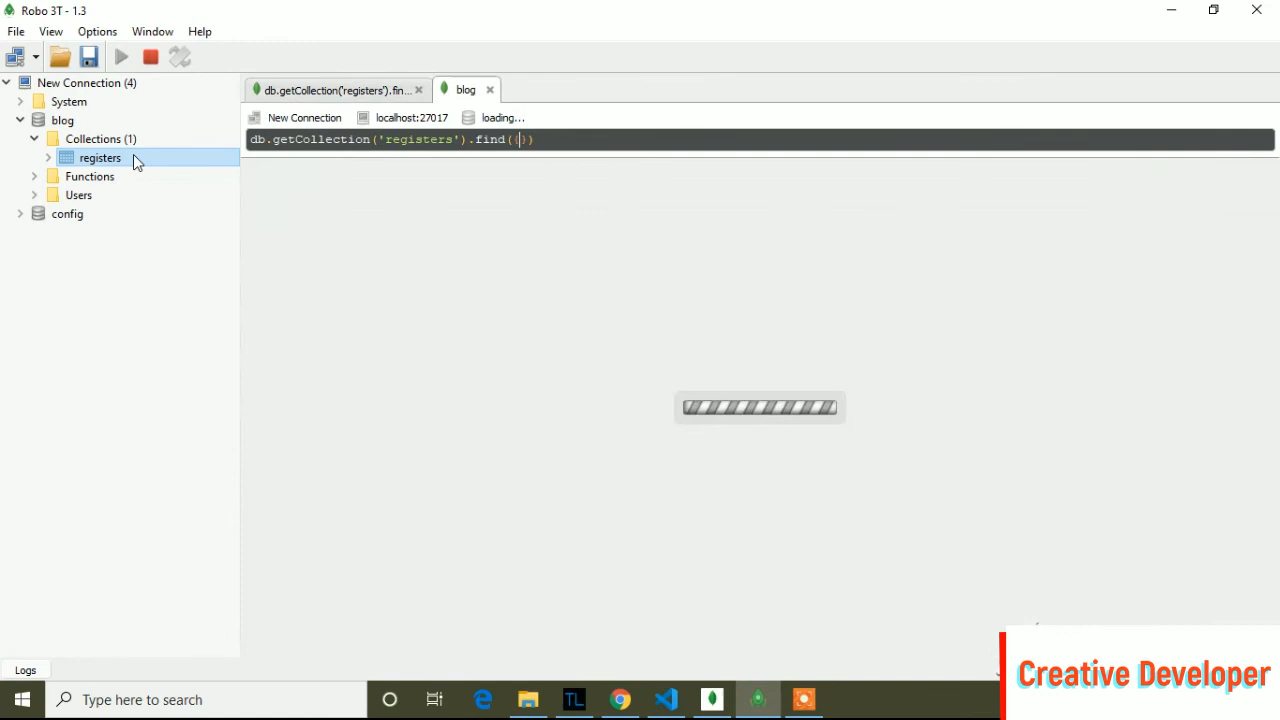 Robo 3T - 1.3
File View Options Window Help
New Connection (4)
System
blog
Collections (1)
registers
Functions
Users
config
db.getCollection('registers').fin...
blog
New Connection localhost:27017 loading...
db.getCollection('registers').find({})
Logs
Type here to search
TL
Creative Developer